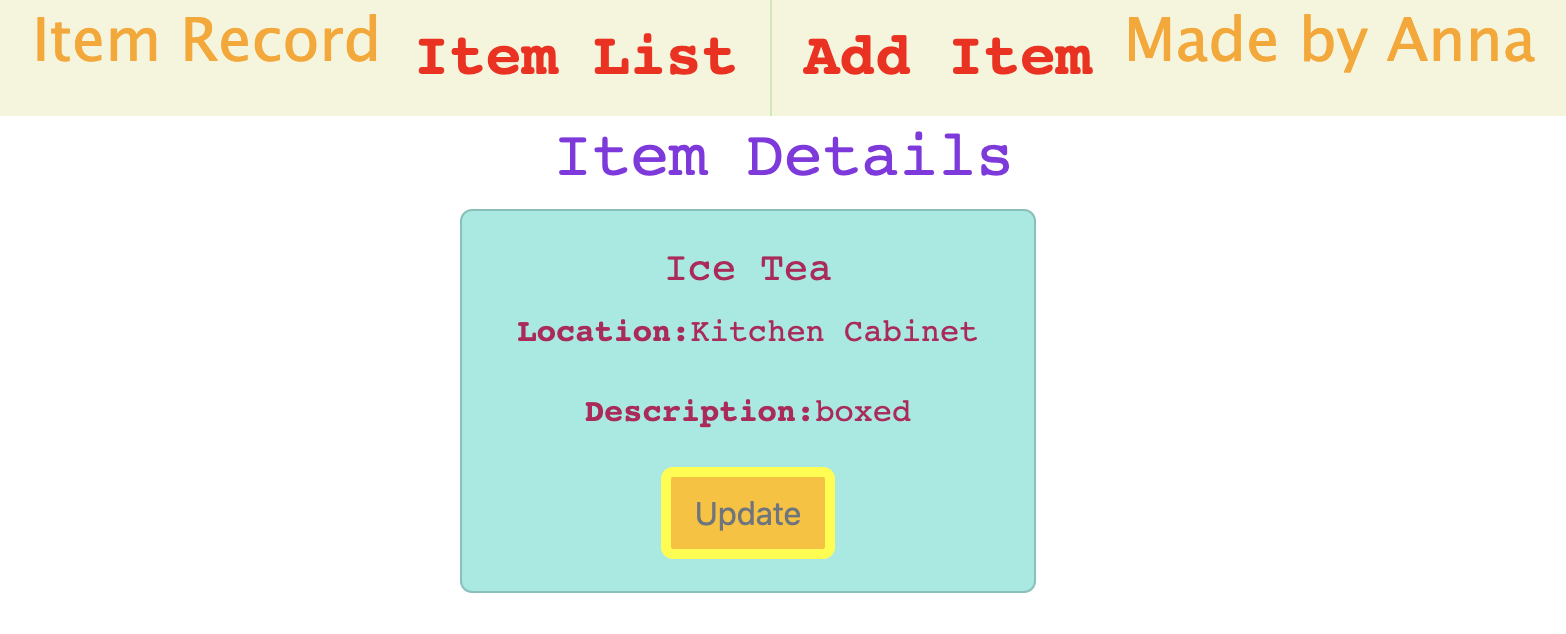 Item Record Item List Add Item Made by Anna
Item Details
Ice Tea
Location:Kitchen Cabinet
Description:boxed
Update